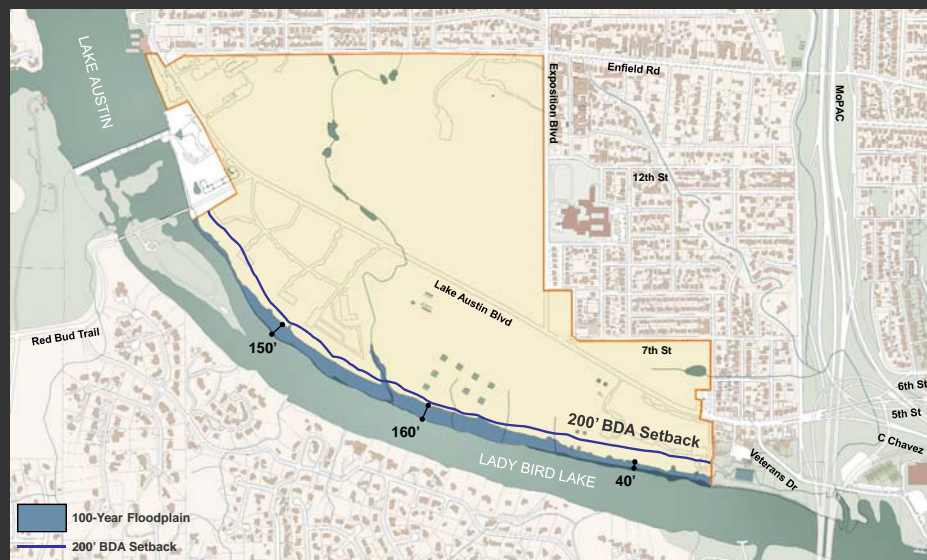 LAKE AUSTIN
Enfield Rd
Exposition Blvd
MoPAC
12th St
Lake Austin Blvd
Red Bud Trail
150'
7th St
6th St
5th St
160'
200' BDA Setback
C Chavez
LADY BIRD LAKE
40'
Veterans Dr
100-Year Floodplain
200' BDA Setback